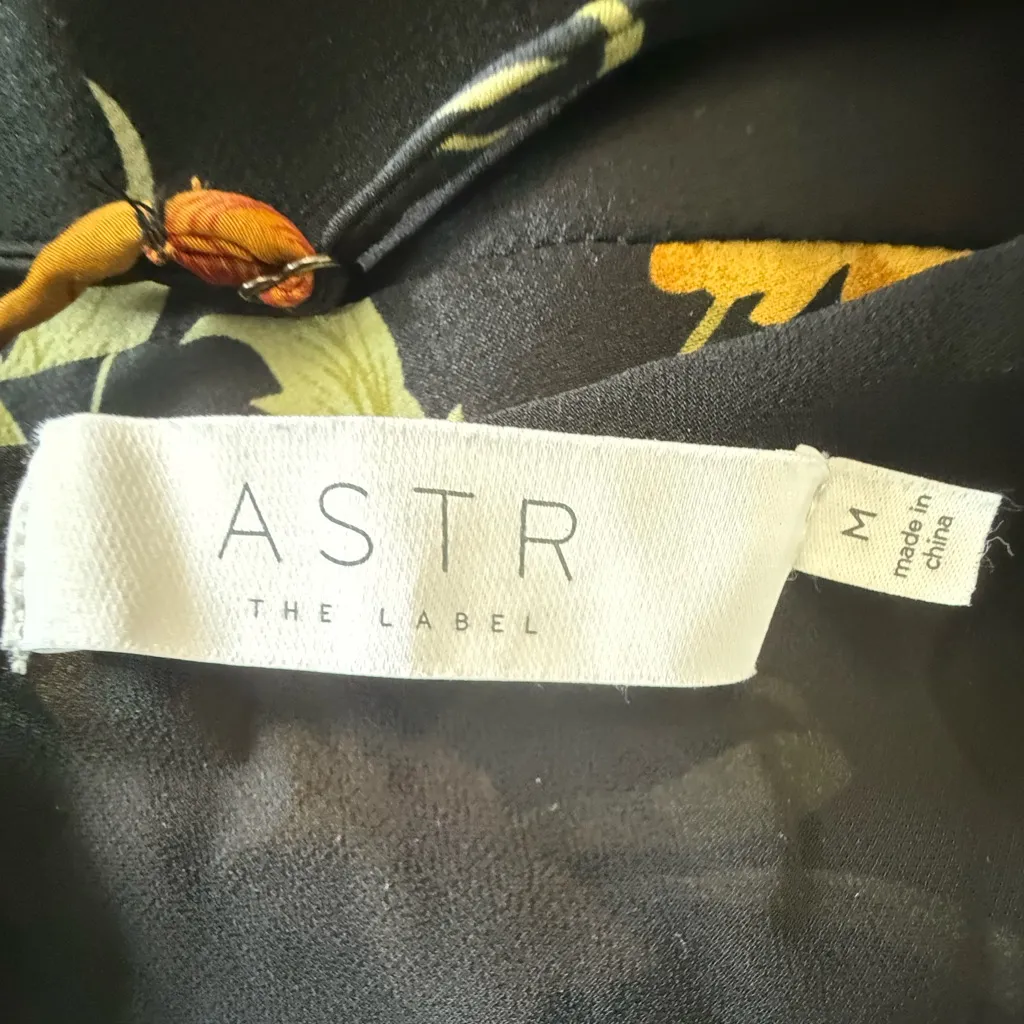 ASTR
THE LABEL
M
made in
china